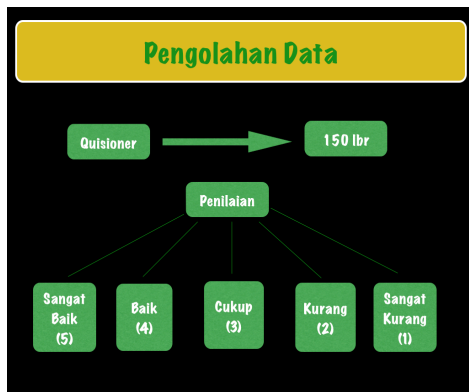 Pengolahan Data
Quisioner
150 lbr
Penilaian
Sangat
Baik
(5)
Baik
(4)
Cukup
(3)
Kurang
(2)
Sangat
Kurang
(1)